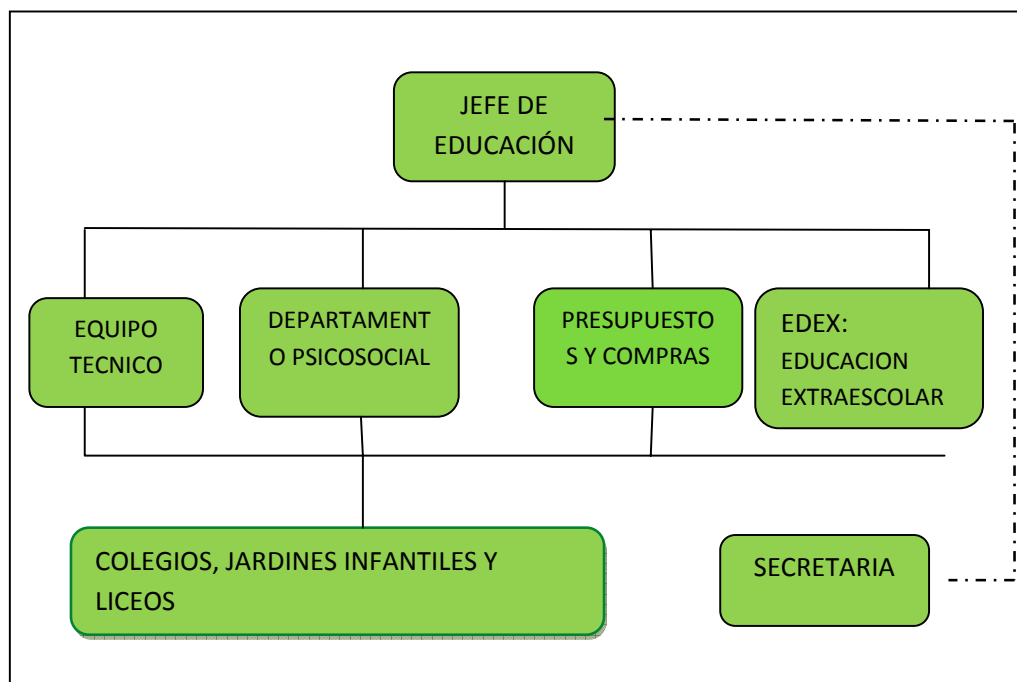 JEFE DE
EDUCACIÓN
EQUIPO
TECNICO
DEPARTAMENT
O PSICOSOCIAL
PRESUPUESTO
S Y COMPRAS
EDEX:
EDUCACION
EXTRAESCOLAR
COLEGIOS, JARDINES INFANTILES Y
LICEOS
SECRETARIA